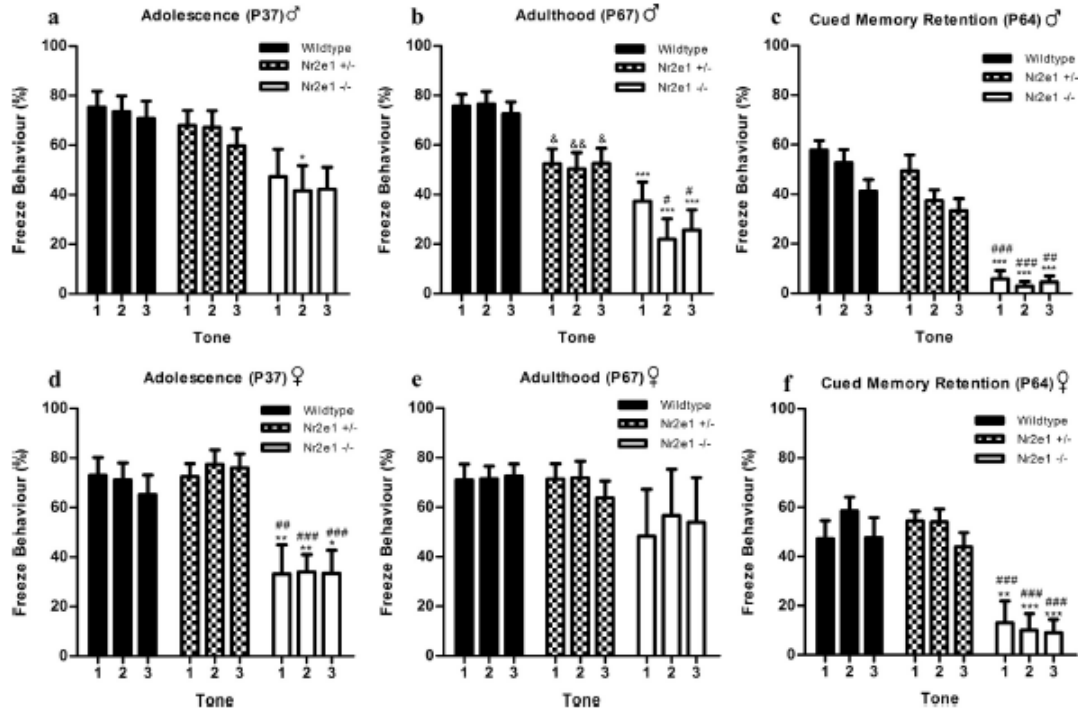 a
Adolescence (P37)♂
Freeze Behaviour (%)
100
80
60
40
20
0
Wildtype
Nr2e1 +/-
Nr2e1 -/-
*
1 2 3 1 2 3 1 2 3
Tone
b
Adulthood (P67)♂
Freeze Behaviour (%)
100
80
60
40
20
0
Wildtype
Nr2e1 +/-
Nr2e1 -/-
& && &
*** # *** # ***
1 2 3 1 2 3 1 2 3
Tone
c
Cued Memory Retention (P64)♂
Freeze Behaviour (%)
100
80
60
40
20
0
Wildtype
Nr2e1 +/-
Nr2e1 -/-
### ### ##
*** *** ***
1 2 3 1 2 3 1 2 3
Tone
d
Adolescence (P37)♀
Freeze Behaviour (%)
100
80
60
40
20
0
Wildtype
Nr2e1 +/-
Nr2e1 -/-
## ### ###
** ** *
1 2 3 1 2 3 1 2 3
Tone
e
Adulthood (P67)♀
Freeze Behaviour (%)
100
80
60
40
20
0
Wildtype
Nr2e1 +/-
Nr2e1 -/-
1 2 3 1 2 3 1 2 3
Tone
f
Cued Memory Retention (P64)♀
Freeze Behaviour (%)
100
80
60
40
20
0
Wildtype
Nr2e1 +/-
Nr2e1 -/-
### ### ###
** *** ***
1 2 3 1 2 3 1 2 3
Tone